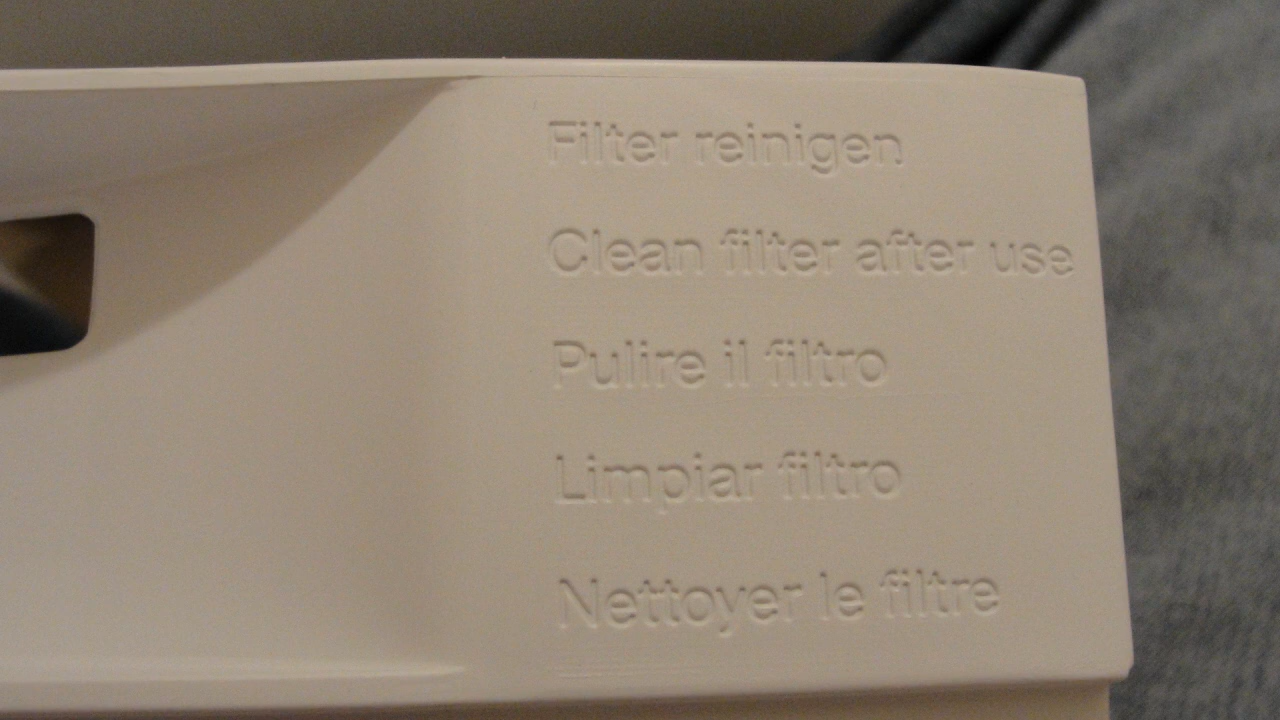 Filter reinigen
Clean filter after use
Pulire il filtro
Limpiar filtro
Nettoyer le filtre